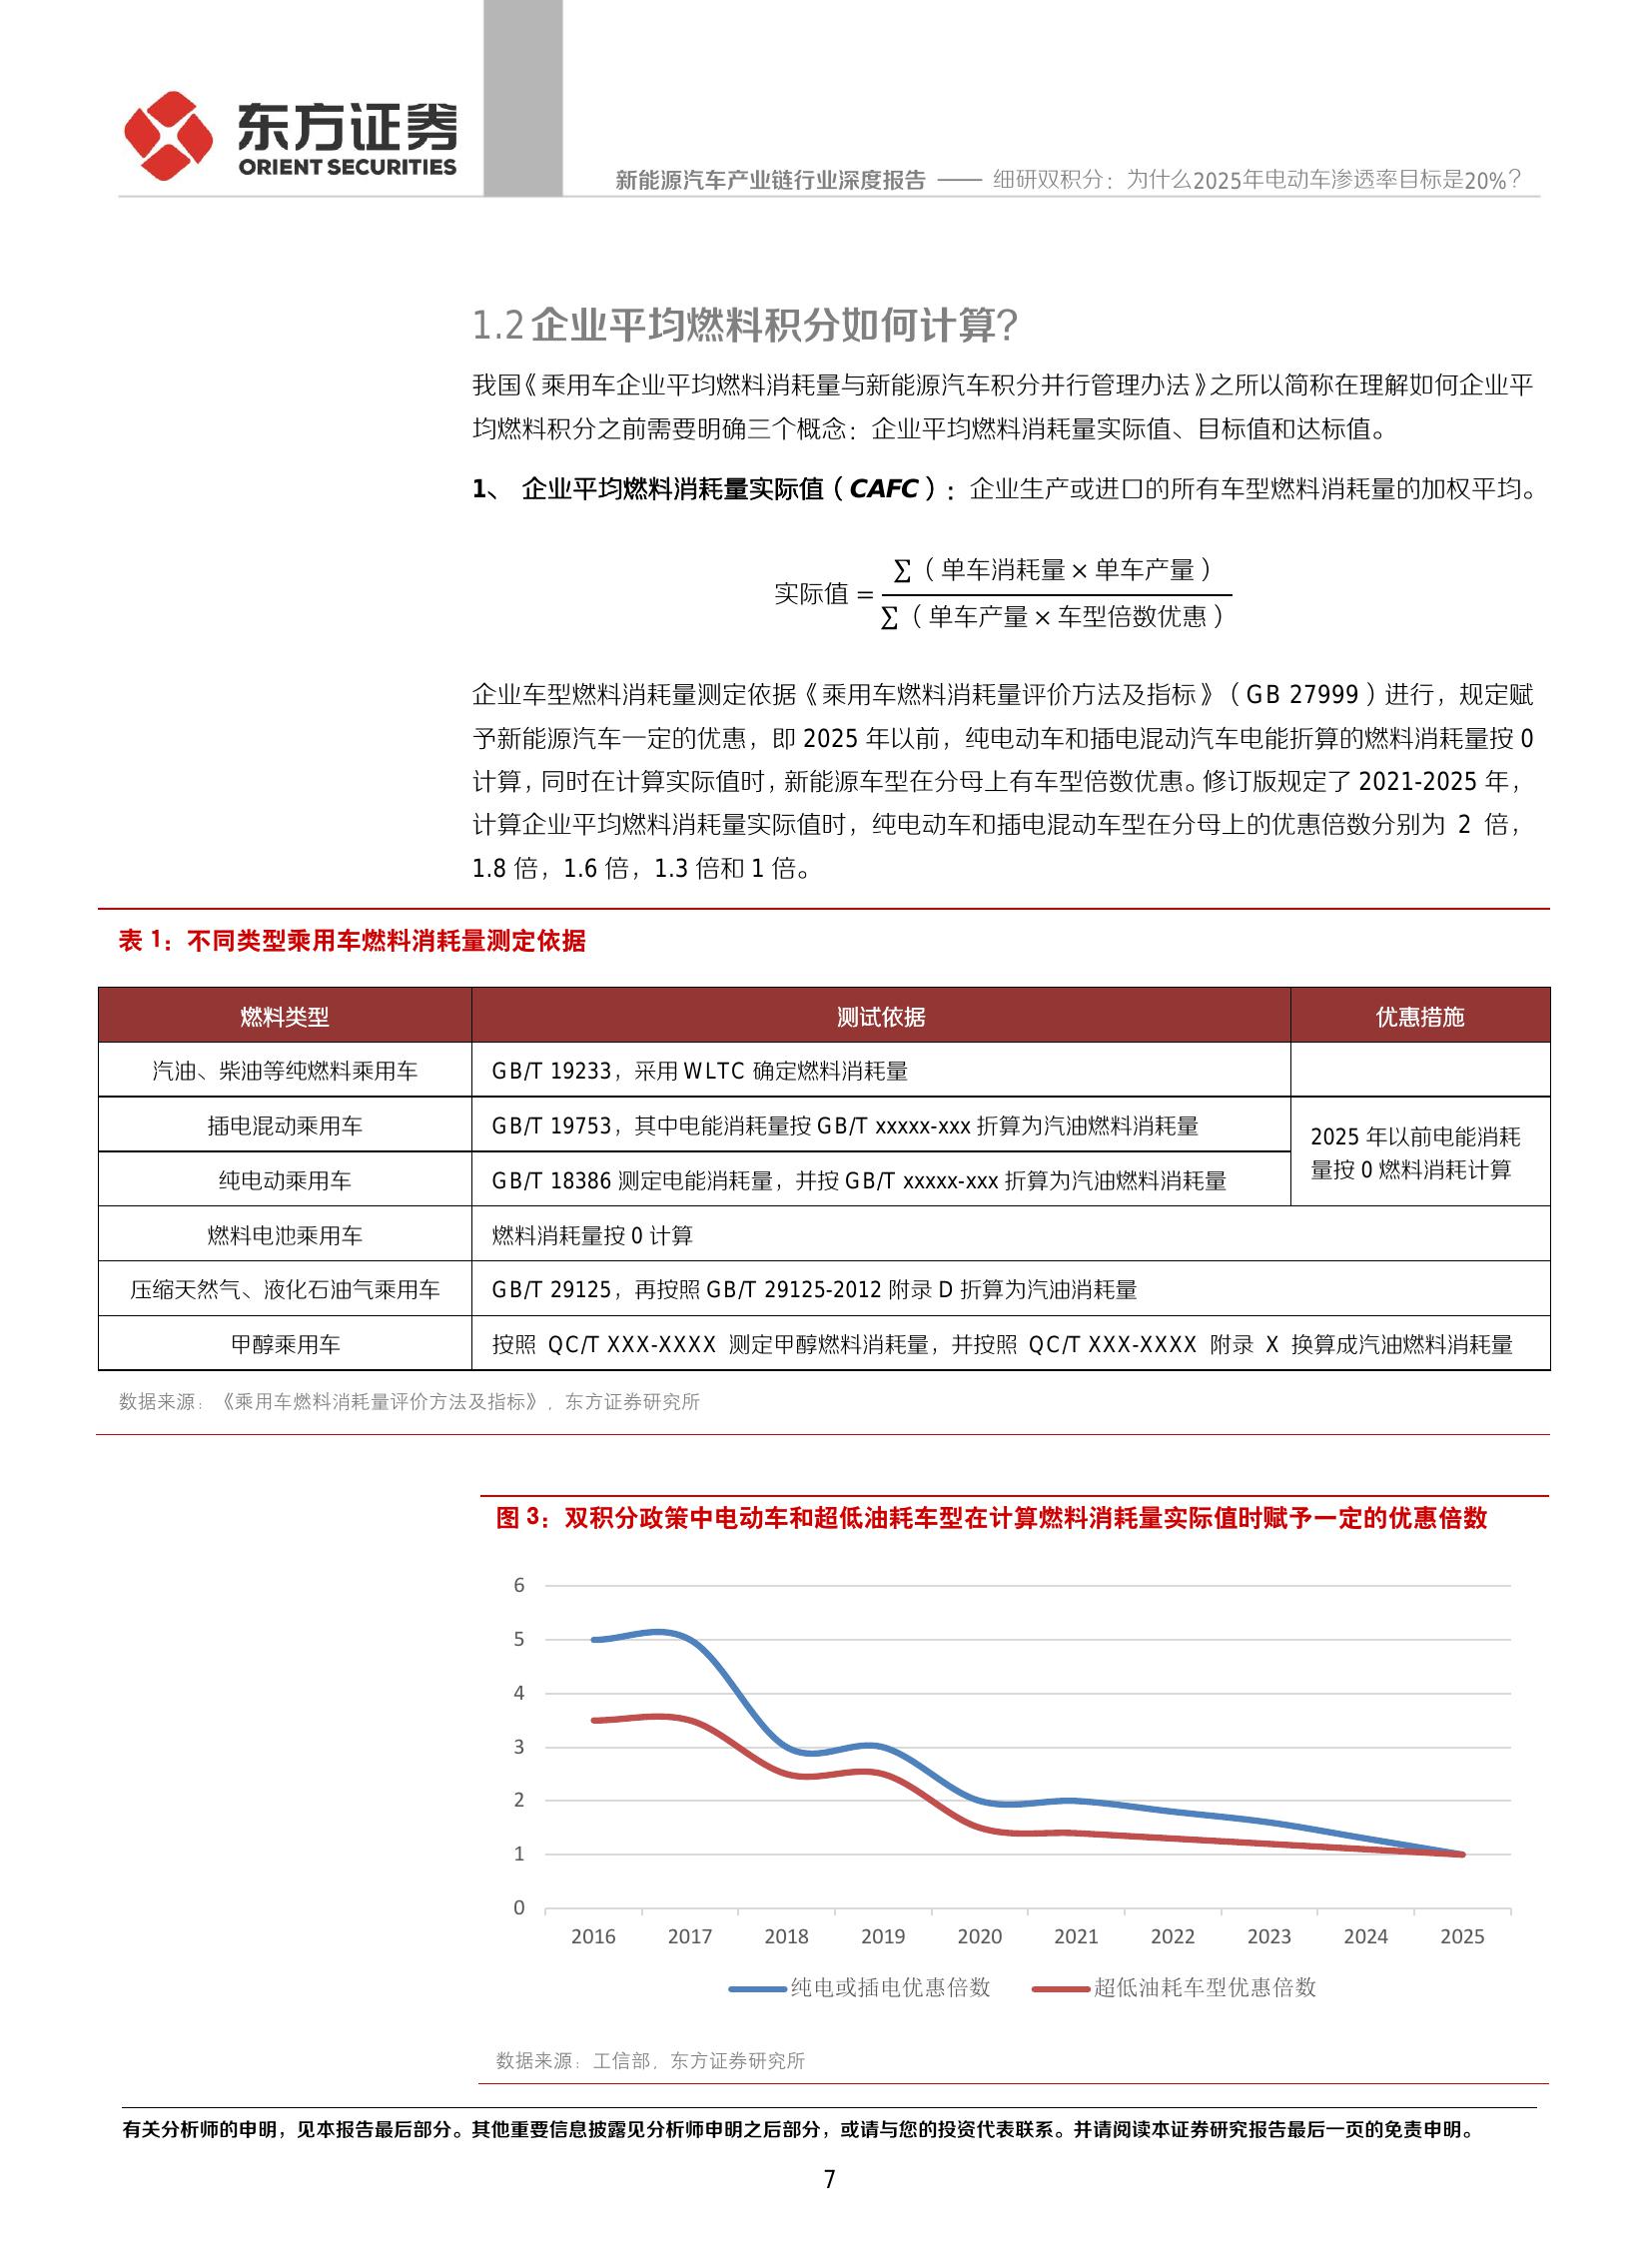 东方证券
ORIENT SECURITIES
新能源汽车产业链行业深度报告 —— 细研双积分：为什么2025年电动车渗透率目标是20%？
1.2企业平均燃料积分如何计算？
我国《乘用车企业平均燃料消耗量与新能源汽车积分并行管理办法》之所以简称在理解如何企业平
均燃料积分之前需要明确三个概念：企业平均燃料消耗量实际值、目标值和达标值。
1、 企业平均燃料消耗量实际值（CAFC）：企业生产或进口的所有车型燃料消耗量的加权平均。
∑（单车消耗量 × 单车产量）
实际值 =
∑（单车产量 × 车型倍数优惠）
企业车型燃料消耗量测定依据《乘用车燃料消耗量评价方法及指标》（GB 27999）进行，规定赋
予新能源汽车一定的优惠，即 2025 年以前，纯电动车和插电混动汽车电能折算的燃料消耗量按 0
计算，同时在计算实际值时，新能源车型在分母上有车型倍数优惠。修订版规定了 2021-2025 年，
计算企业平均燃料消耗量实际值时，纯电动车和插电混动车型在分母上的优惠倍数分别为 2 倍，
1.8 倍，1.6 倍，1.3 倍和 1 倍。
表 1：不同类型乘用车燃料消耗量测定依据
燃料类型 测试依据 优惠措施
汽油、柴油等纯燃料乘用车 GB/T 19233，采用 WLTC 确定燃料消耗量
插电混动乘用车 GB/T 19753，其中电能消耗量按 GB/T xxxxx-xxx 折算为汽油燃料消耗量
2025 年以前电能消耗
量按 0 燃料消耗计算
纯电动乘用车 GB/T 18386 测定电能消耗量，并按 GB/T xxxxx-xxx 折算为汽油燃料消耗量
燃料电池乘用车 燃料消耗量按 0 计算
压缩天然气、液化石油气乘用车 GB/T 29125，再按照 GB/T 29125-2012 附录 D 折算为汽油消耗量
甲醇乘用车 按照 QC/T XXX-XXXX 测定甲醇燃料消耗量，并按照 QC/T XXX-XXXX 附录 X 换算成汽油燃料消耗量
数据来源：《乘用车燃料消耗量评价方法及指标》，东方证券研究所
图 3：双积分政策中电动车和超低油耗车型在计算燃料消耗量实际值时赋予一定的优惠倍数
6
5
4
3
2
1
0
2016 2017 2018 2019 2020 2021 2022 2023 2024 2025
纯电或插电优惠倍数 超低油耗车型优惠倍数
数据来源：工信部，东方证券研究所
有关分析师的申明，见本报告最后部分。其他重要信息披露见分析师申明之后部分，或请与您的投资代表联系。并请阅读本证券研究报告最后一页的免责申明。
7